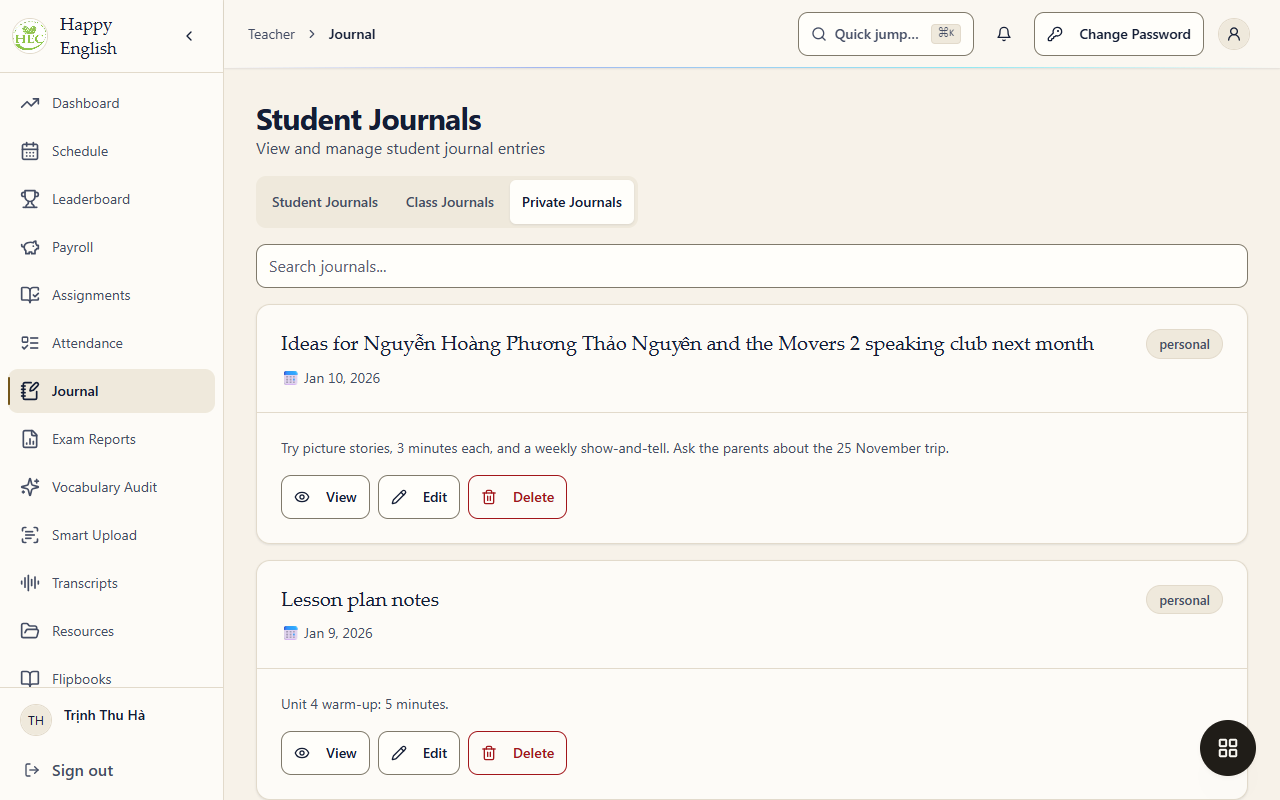 HEC
Happy
English
Teacher > Journal
Quick jump... ⌘K
Change Password
Dashboard
Schedule
Leaderboard
Payroll
Assignments
Attendance
Journal
Exam Reports
Vocabulary Audit
Smart Upload
Transcripts
Resources
Flipbooks
TH
Trịnh Thu Hà
Sign out
Student Journals
View and manage student journal entries
Student Journals Class Journals Private Journals
Search journals...
Ideas for Nguyễn Hoàng Phương Thảo Nguyên and the Movers 2 speaking club next month
personal
Jan 10, 2026
Try picture stories, 3 minutes each, and a weekly show-and-tell. Ask the parents about the 25 November trip.
View Edit Delete
Lesson plan notes
personal
Jan 9, 2026
Unit 4 warm-up: 5 minutes.
View Edit Delete